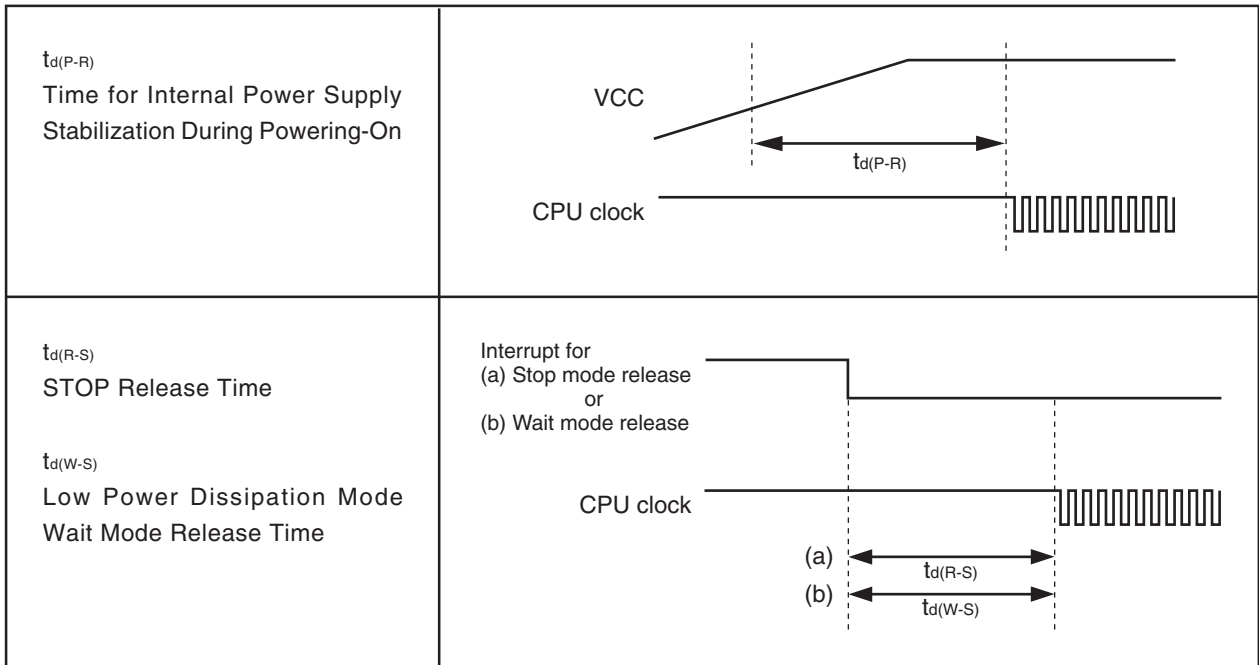 td(P-R)
Time for Internal Power Supply
Stabilization During Powering-On
VCC
td(P-R)
CPU clock
td(R-S)
STOP Release Time
td(W-S)
Low Power Dissipation Mode
Wait Mode Release Time
Interrupt for
(a) Stop mode release
or
(b) Wait mode release
CPU clock
(a)
td(R-S)
(b)
td(W-S)